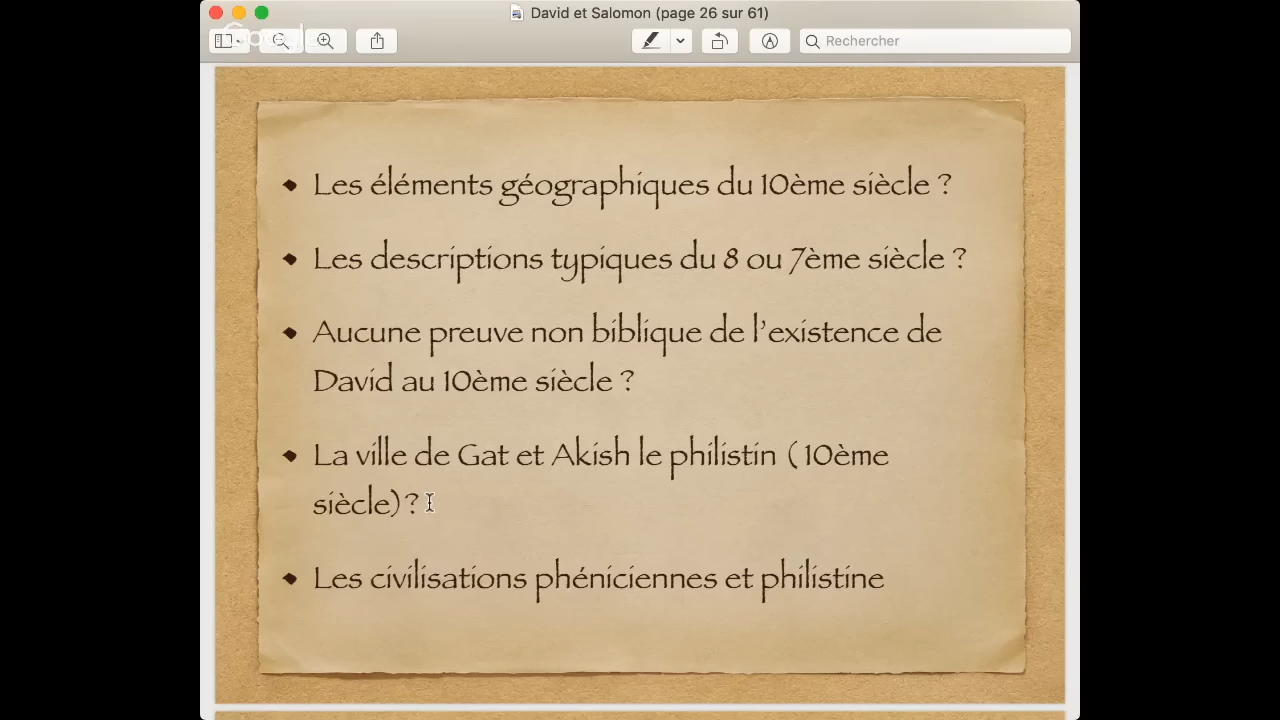 David et Salomon (page 26 sur 61)
Google
Rechercher
• Les éléments géographiques du 10ème siècle ?
• Les descriptions typiques du 8 ou 7ème siècle ?
• Aucune preuve non biblique de l'existence de
David au 10ème siècle ?
• La ville de Gat et Akish le philistin ( 10ème
siècle) ?
• Les civilisations phéniciennes et philistine